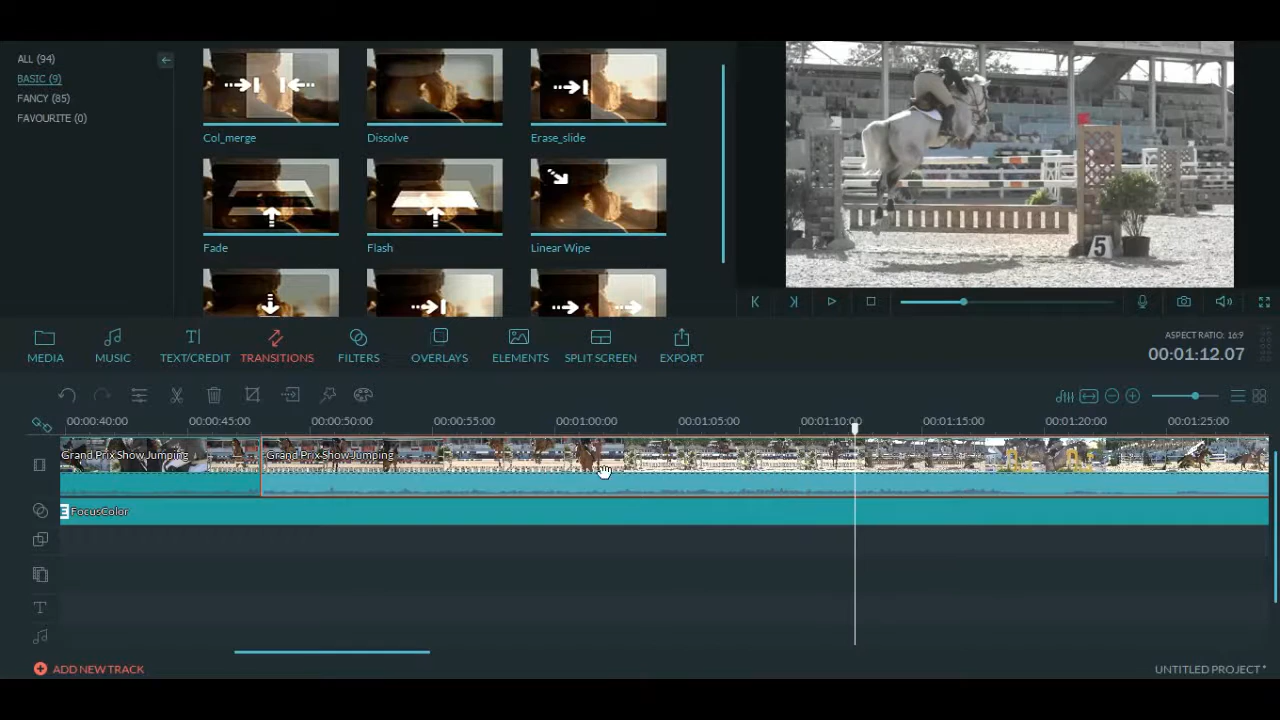 ALL (94)
BASIC (9)
FANCY (85)
FAVOURITE (0)
Col_merge
Dissolve
Erase_slide
Fade
Flash
Linear Wipe
5
MEDIA
MUSIC
TEXT/CREDIT
TRANSITIONS
FILTERS
OVERLAYS
ELEMENTS
SPLIT SCREEN
EXPORT
ASPECT RATIO: 16:9
00:01:12.07
00:00:40:00
00:00:45:00
00:00:50:00
00:00:55:00
00:01:00:00
00:01:05:00
00:01:10:00
00:01:15:00
00:01:20:00
00:01:25:00
Grand Prix Show Jumping
Grand Prix Show Jumping
E FocusColor
T
ADD NEW TRACK
UNTITLED PROJECT *